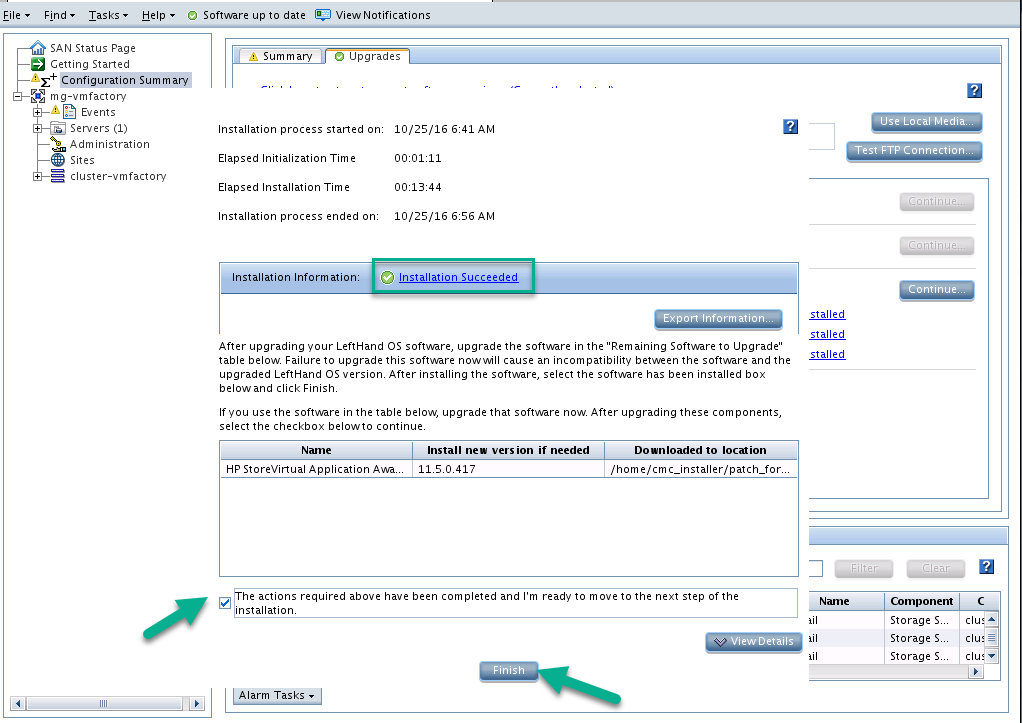 File Find Tasks Help Software up to date View Notifications
SAN Status Page
Getting Started
Configuration Summary
mg-vmfactory
Events
Servers (1)
Administration
Sites
cluster-vmfactory
Summary Upgrades
Use Local Media...
Test FTP Connection...
Continue...
Continue...
Continue...
stalled
stalled
stalled
Installation process started on: 10/25/16 6:41 AM
Elapsed Initialization Time 00:01:11
Elapsed Installation Time 00:13:44
Installation process ended on: 10/25/16 6:56 AM
Installation Information: Installation Succeeded
Export Information...
After upgrading your LeftHand OS software, upgrade the software in the "Remaining Software to Upgrade"
table below. Failure to upgrade this software now will cause an incompatibility between the software and the
upgraded LeftHand OS version. After installing the software, select the software has been installed box
below and click Finish.
If you use the software in the table below, upgrade that software now. After upgrading these components,
select the checkbox below to continue.
Name Install new version if needed Downloaded to location
HP StoreVirtual Application Awa... 11.5.0.417 /home/cmc_installer/patch_for...
The actions required above have been completed and I'm ready to move to the next step of the
installation.
View Details
Finish
Filter Clear
Name Component C
ail Storage S... clus
ail Storage S... clus
ail Storage S... clus
Alarm Tasks